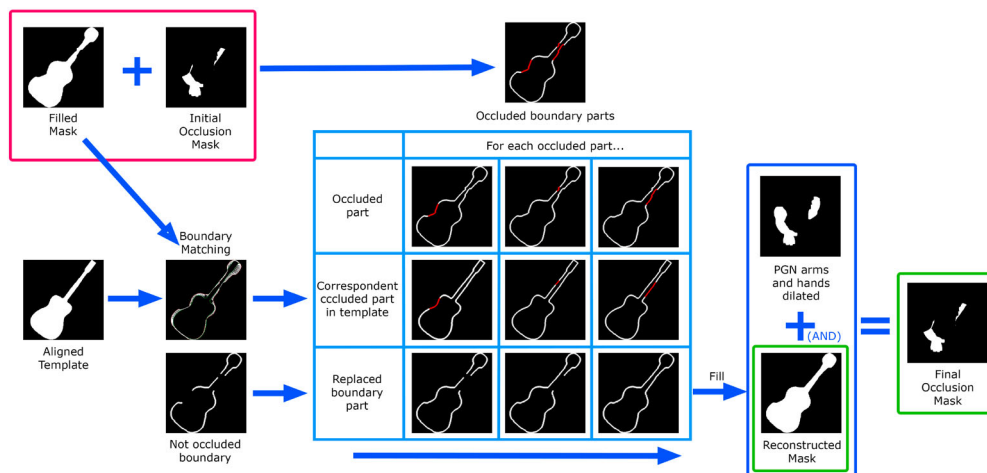 Filled
Mask
Initial
Occlusion
Mask
Occluded boundary parts
For each occluded part...
Occluded
part
Boundary
Matching
Aligned
Template
Correspondent
cccluded part
in template
Not occluded
boundary
Replaced
boundary
part
Fill
PGN arms
and hands
dilated
(AND)
Reconstructed
Mask
Final
Occlusion
Mask